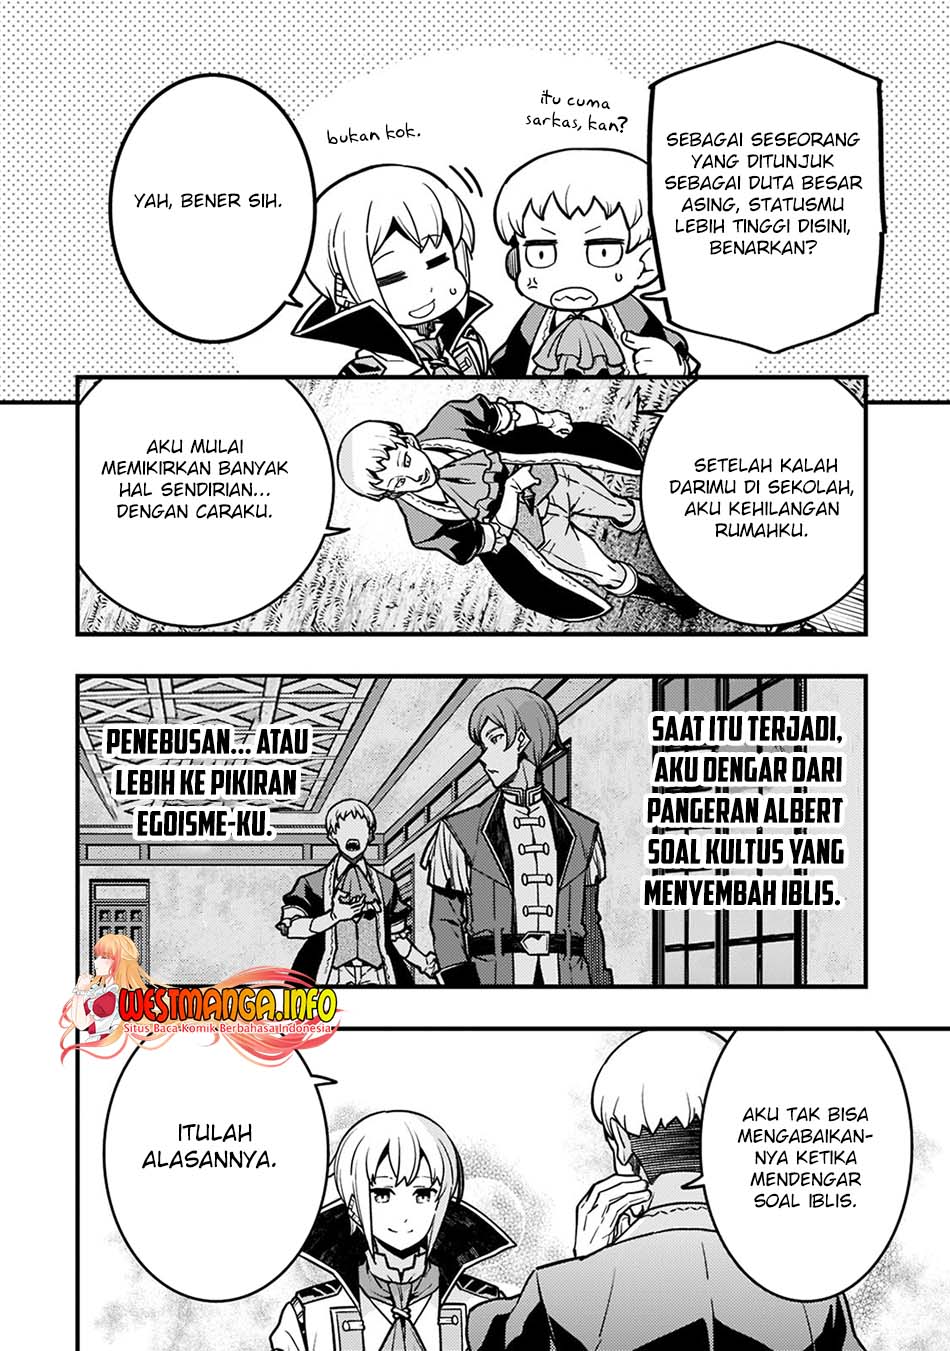 SEBAGAI SESEORANG
YANG DITUNJUK
SEBAGAI DUTA BESAR
ASING, STATUSMU
LEBIH TINGGI DISINI,
BENARKAN?
itu cuma
sarkas, kan?
bukan kok.
YAH, BENER SIH.
SETELAH KALAH
DARIMU DI SEKOLAH,
AKU KEHILANGAN
RUMAHKU.
AKU MULAI
MEMIKIRKAN BANYAK
HAL SENDIRIAN...
DENGAN CARAKU.
SAAT ITU TERJADI,
AKU DENGAR DARI
PANGERAN ALBERT
SOAL KULTUS YANG
MENYEMBAH IBLIS.
PENEBUSAN... ATAU
LEBIH KE PIKIRAN
EGOISME-KU.
WESTMANGA.INFO
Situs Baca Komik Berbahasa Indonesia
AKU TAK BISA
MENGABAIKAN-
NYA KETIKA
MENDENGAR
SOAL IBLIS.
ITULAH
ALASANNYA.